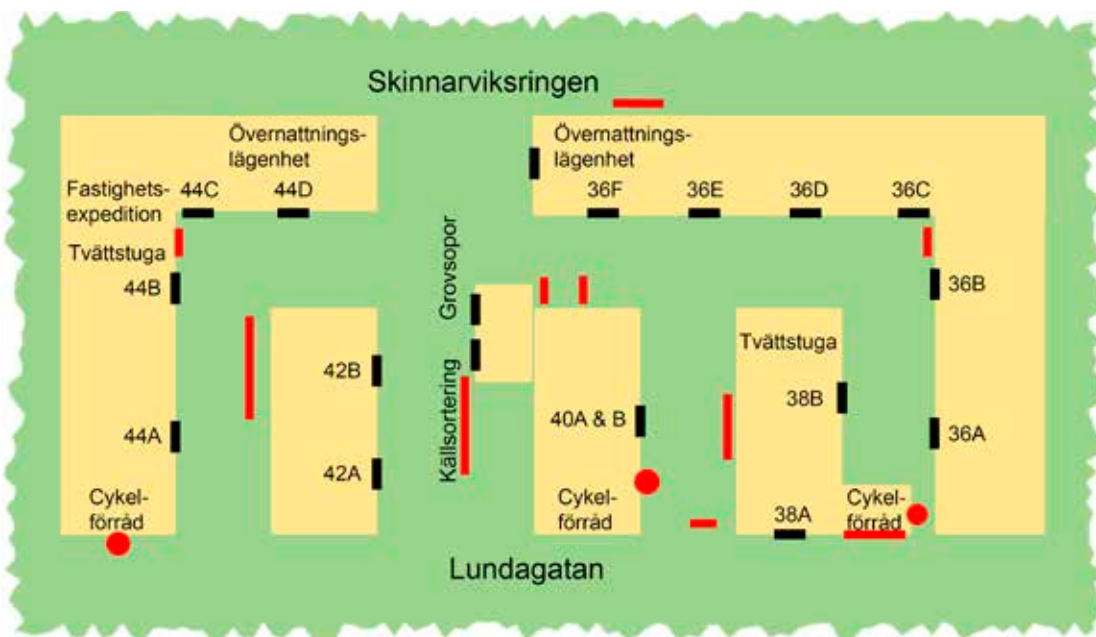 Skinnarviksringen
Övernattnings-
lägenhet
Övernattnings-
lägenhet
Fastighets-
expedition
44C
44D
36F
36E
36D
36C
Tvättstuga
44B
Grovsopor
36B
42B
Tvättstuga
38B
44A
Källsortering
40A & B
36A
42A
Cykel-
förråd
Cykel-
förråd
38A
Cykel-
förråd
Lundagatan